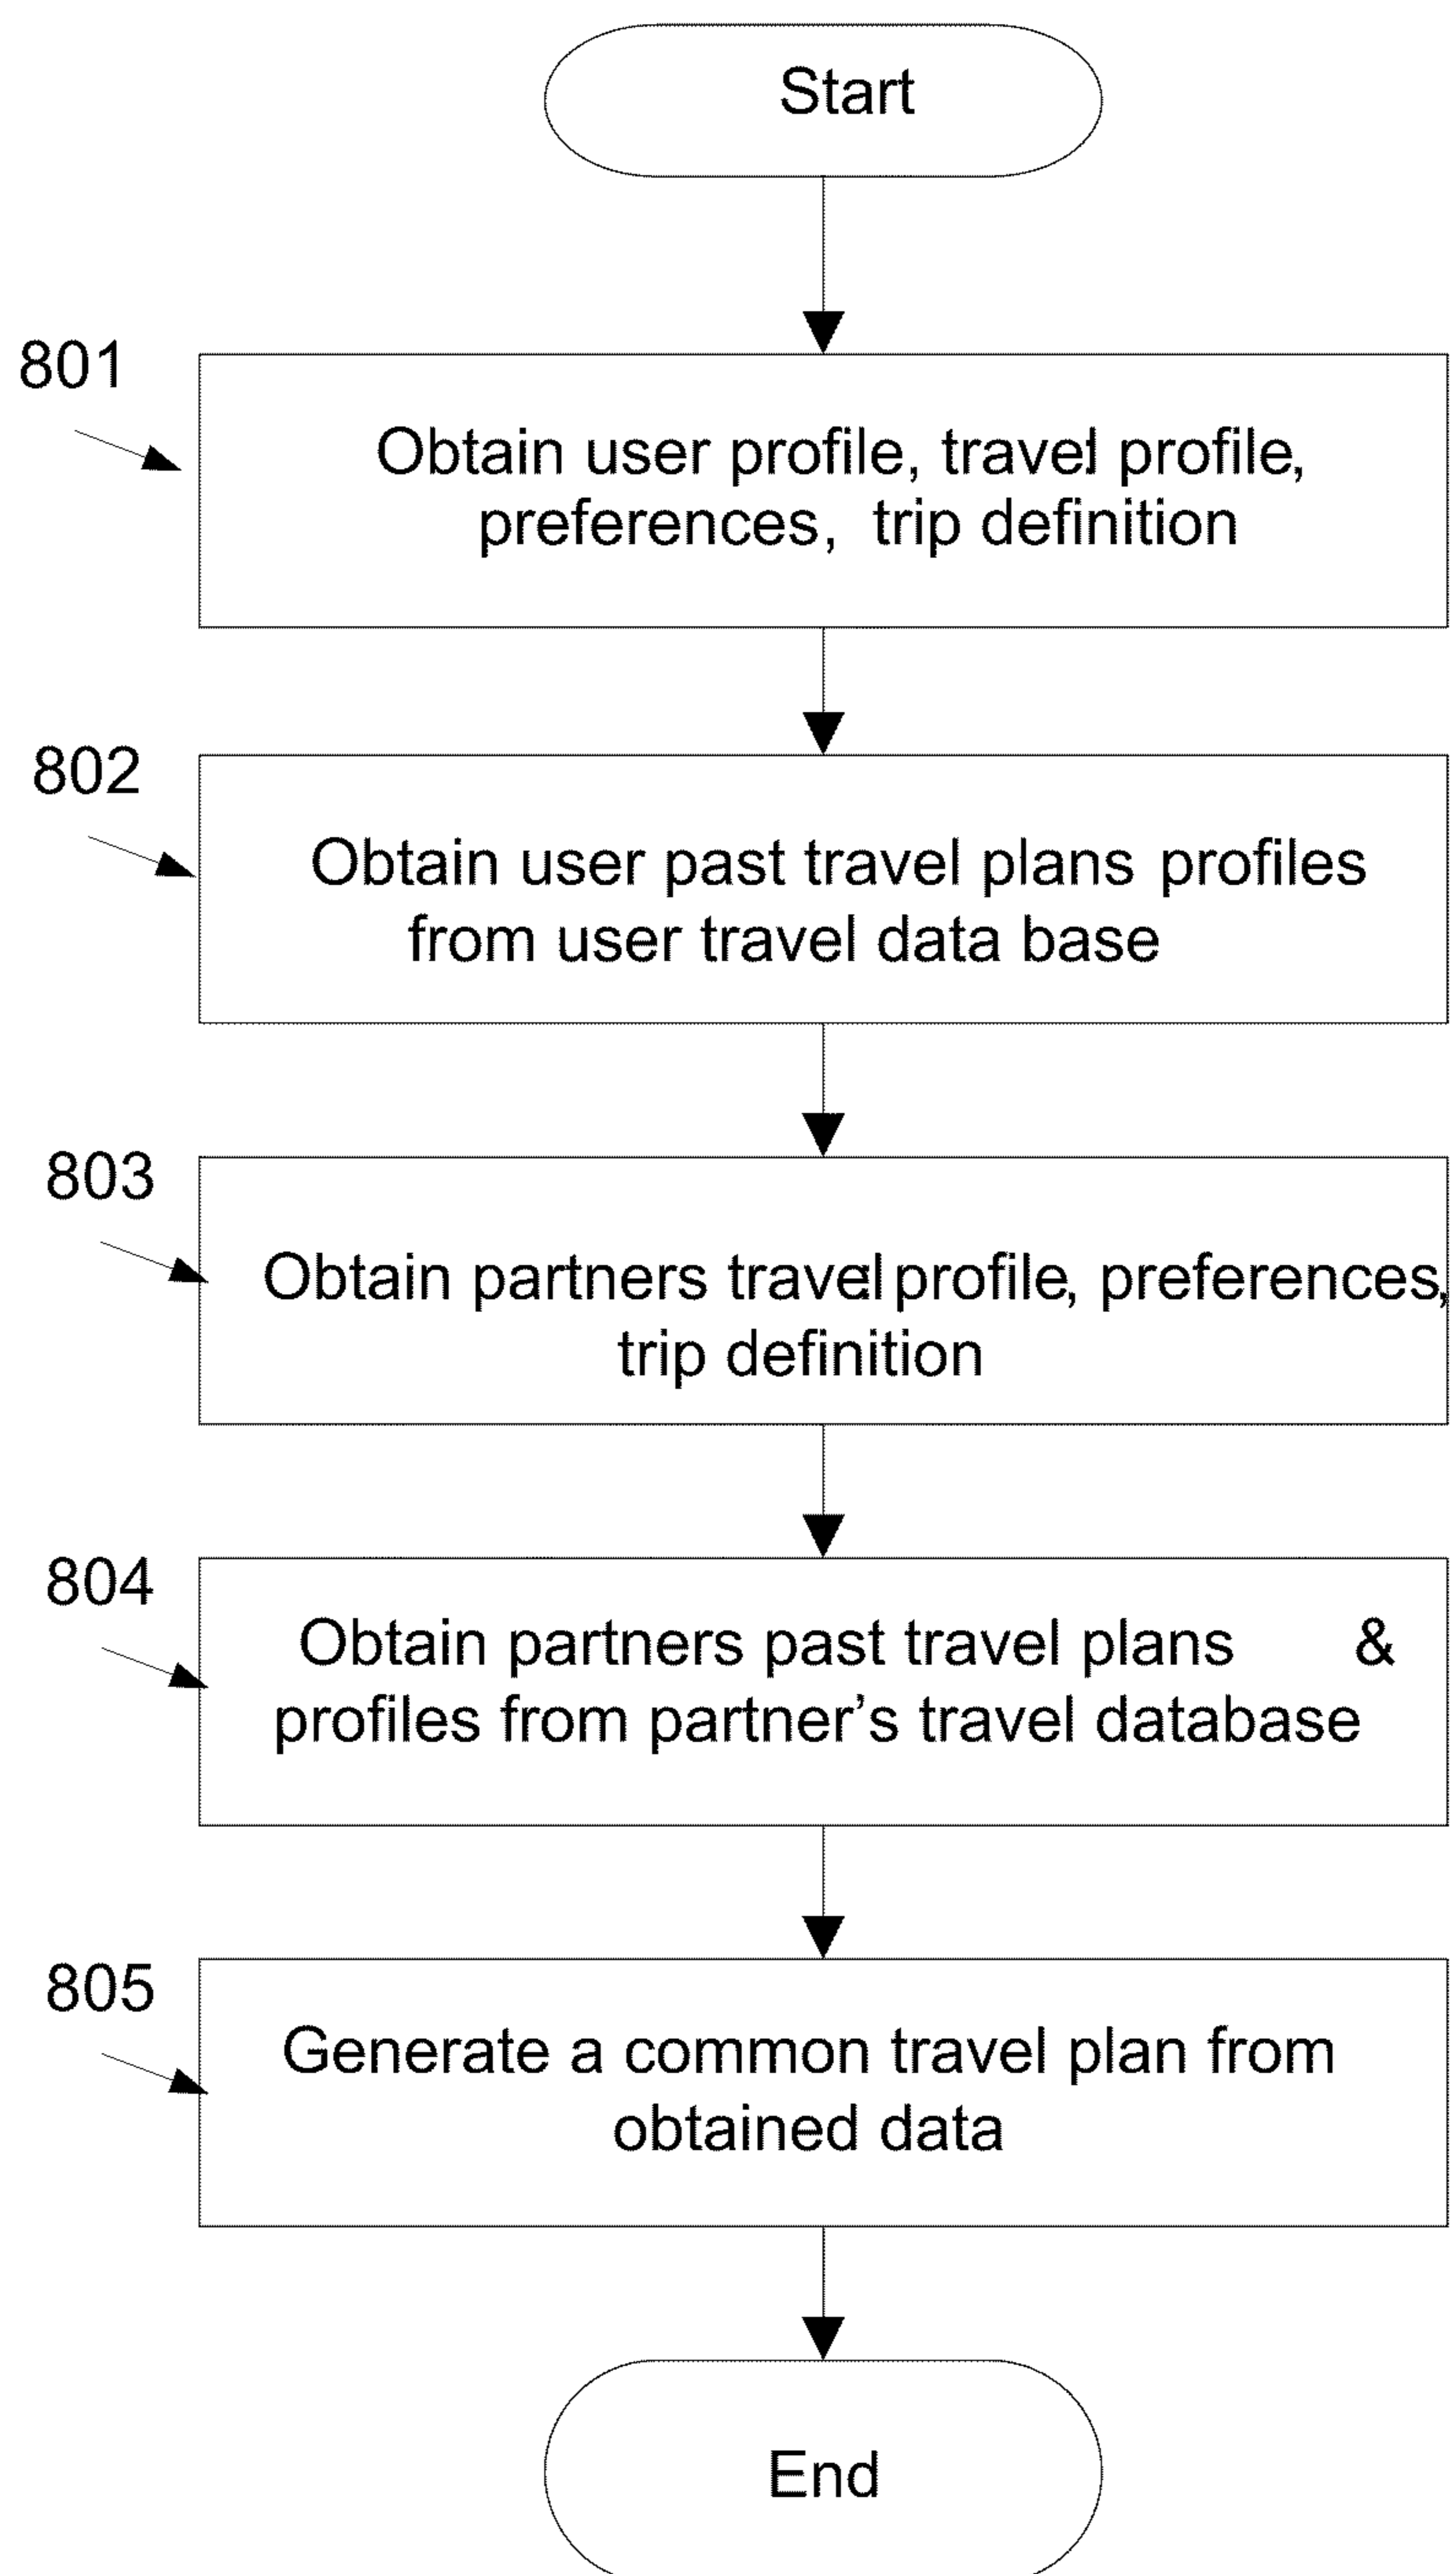 Start
801
Obtain user profile, travel profile,
preferences, trip definition
802
Obtain user past travel plans profiles
from user travel data base
803
Obtain partners travel profile, preferences,
trip definition
804
Obtain partners past travel plans &
profiles from partner’s travel database
805
Generate a common travel plan from
obtained data
End